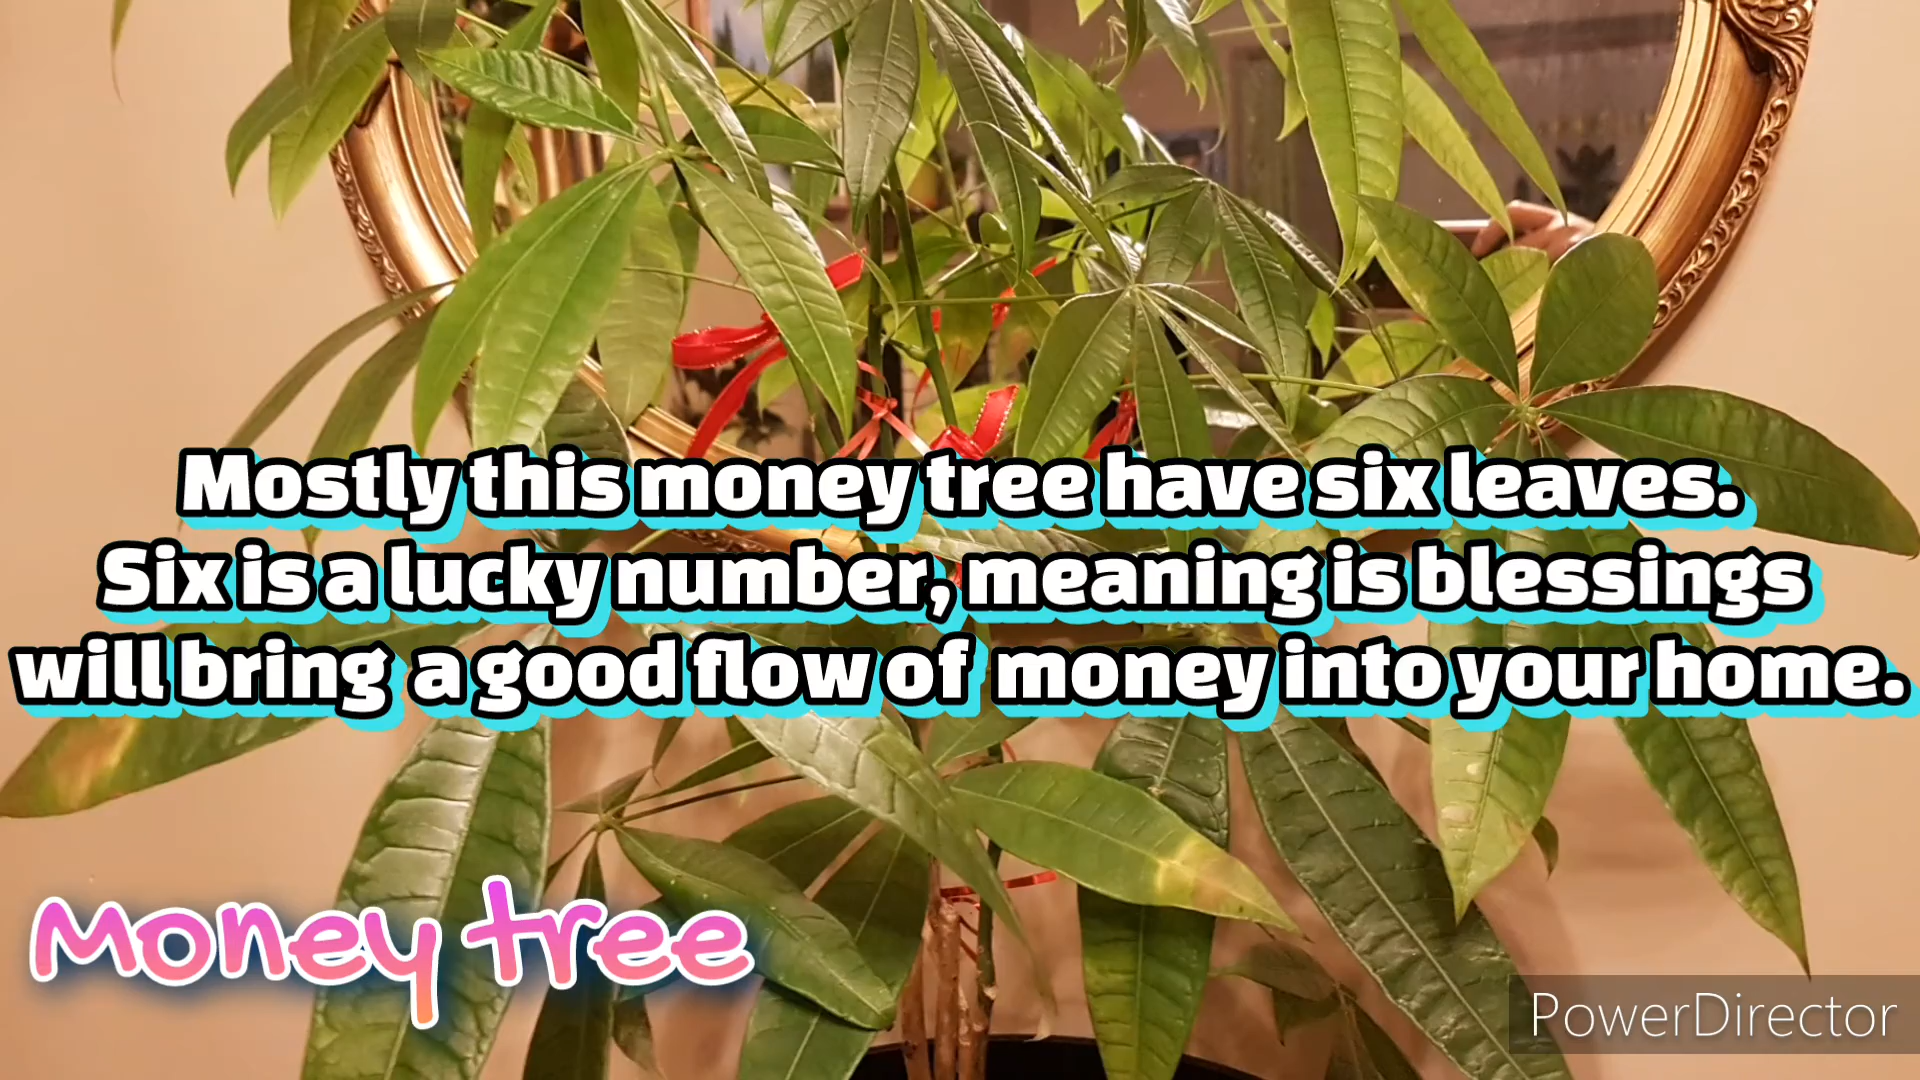 Mostly this money tree have six leaves.
Six is a lucky number, meaning is blessings
will bring a good flow of money into your home.
Money tree
PowerDirector